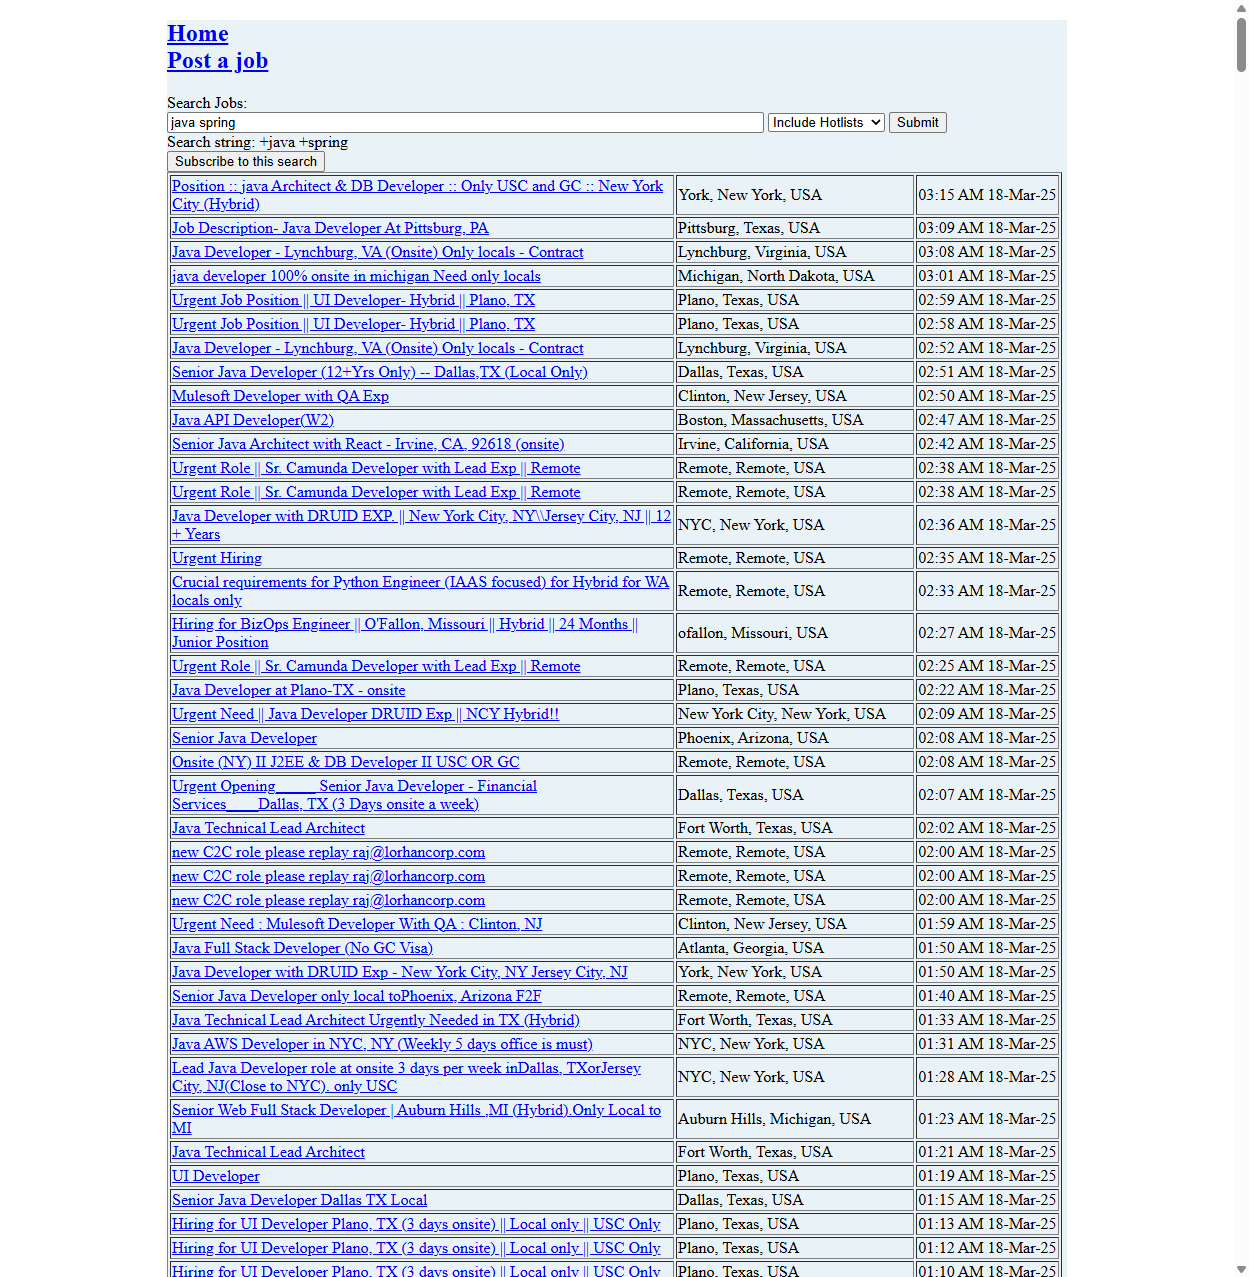 Home
Post a job
Search Jobs:
java spring Include Hotlists Submit
Search string: +java +spring
Subscribe to this search
Position :: java Architect & DB Developer :: Only USC and GC :: New York
City (Hybrid) York, New York, USA 03:15 AM 18-Mar-25
Job Description- Java Developer At Pittsburg, PA Pittsburg, Texas, USA 03:09 AM 18-Mar-25
Java Developer - Lynchburg, VA (Onsite) Only locals - Contract Lynchburg, Virginia, USA 03:08 AM 18-Mar-25
java developer 100% onsite in michigan Need only locals Michigan, North Dakota, USA 03:01 AM 18-Mar-25
Urgent Job Position || UI Developer- Hybrid || Plano, TX Plano, Texas, USA 02:59 AM 18-Mar-25
Urgent Job Position || UI Developer- Hybrid || Plano, TX Plano, Texas, USA 02:58 AM 18-Mar-25
Java Developer - Lynchburg, VA (Onsite) Only locals - Contract Lynchburg, Virginia, USA 02:52 AM 18-Mar-25
Senior Java Developer (12+Yrs Only) -- Dallas,TX (Local Only) Dallas, Texas, USA 02:51 AM 18-Mar-25
Mulesoft Developer with QA Exp Clinton, New Jersey, USA 02:50 AM 18-Mar-25
Java API Developer(W2) Boston, Massachusetts, USA 02:47 AM 18-Mar-25
Senior Java Architect with React - Irvine, CA, 92618 (onsite) Irvine, California, USA 02:42 AM 18-Mar-25
Urgent Role || Sr. Camunda Developer with Lead Exp || Remote Remote, Remote, USA 02:38 AM 18-Mar-25
Urgent Role || Sr. Camunda Developer with Lead Exp || Remote Remote, Remote, USA 02:38 AM 18-Mar-25
Java Developer with DRUID EXP. || New York City, NY\\Jersey City, NJ || 12
+ Years NYC, New York, USA 02:36 AM 18-Mar-25
Urgent Hiring Remote, Remote, USA 02:35 AM 18-Mar-25
Crucial requirements for Python Engineer (IAAS focused) for Hybrid for WA
locals only Remote, Remote, USA 02:33 AM 18-Mar-25
Hiring for BizOps Engineer || O'Fallon, Missouri || Hybrid || 24 Months ||
Junior Position ofallon, Missouri, USA 02:27 AM 18-Mar-25
Urgent Role || Sr. Camunda Developer with Lead Exp || Remote Remote, Remote, USA 02:25 AM 18-Mar-25
Java Developer at Plano-TX - onsite Plano, Texas, USA 02:22 AM 18-Mar-25
Urgent Need || Java Developer DRUID Exp || NCY Hybrid!! New York City, New York, USA 02:09 AM 18-Mar-25
Senior Java Developer Phoenix, Arizona, USA 02:08 AM 18-Mar-25
Onsite (NY) II J2EE & DB Developer II USC OR GC Remote, Remote, USA 02:08 AM 18-Mar-25
Urgent Opening_____ Senior Java Developer - Financial
Services____Dallas, TX (3 Days onsite a week) Dallas, Texas, USA 02:07 AM 18-Mar-25
Java Technical Lead Architect Fort Worth, Texas, USA 02:02 AM 18-Mar-25
new C2C role please replay raj@lorhancorp.com Remote, Remote, USA 02:00 AM 18-Mar-25
new C2C role please replay raj@lorhancorp.com Remote, Remote, USA 02:00 AM 18-Mar-25
new C2C role please replay raj@lorhancorp.com Remote, Remote, USA 02:00 AM 18-Mar-25
Urgent Need : Mulesoft Developer With QA : Clinton, NJ Clinton, New Jersey, USA 01:59 AM 18-Mar-25
Java Full Stack Developer (No GC Visa) Atlanta, Georgia, USA 01:50 AM 18-Mar-25
Java Developer with DRUID Exp - New York City, NY Jersey City, NJ York, New York, USA 01:50 AM 18-Mar-25
Senior Java Developer only local toPhoenix, Arizona F2F Remote, Remote, USA 01:40 AM 18-Mar-25
Java Technical Lead Architect Urgently Needed in TX (Hybrid) Fort Worth, Texas, USA 01:33 AM 18-Mar-25
Java AWS Developer in NYC, NY (Weekly 5 days office is must) NYC, New York, USA 01:31 AM 18-Mar-25
Lead Java Developer role at onsite 3 days per week inDallas, TXorJersey
City, NJ(Close to NYC). only USC NYC, New York, USA 01:28 AM 18-Mar-25
Senior Web Full Stack Developer | Auburn Hills ,MI (Hybrid).Only Local to
MI Auburn Hills, Michigan, USA 01:23 AM 18-Mar-25
Java Technical Lead Architect Fort Worth, Texas, USA 01:21 AM 18-Mar-25
UI Developer Plano, Texas, USA 01:19 AM 18-Mar-25
Senior Java Developer Dallas TX Local Dallas, Texas, USA 01:15 AM 18-Mar-25
Hiring for UI Developer Plano, TX (3 days onsite) || Local only || USC Only Plano, Texas, USA 01:13 AM 18-Mar-25
Hiring for UI Developer Plano, TX (3 days onsite) || Local only || USC Only Plano, Texas, USA 01:12 AM 18-Mar-25
Hiring for UI Developer Plano, TX (3 days onsite) || Local only || USC Only Plano, Texas, USA 01:10 AM 18-Mar-25